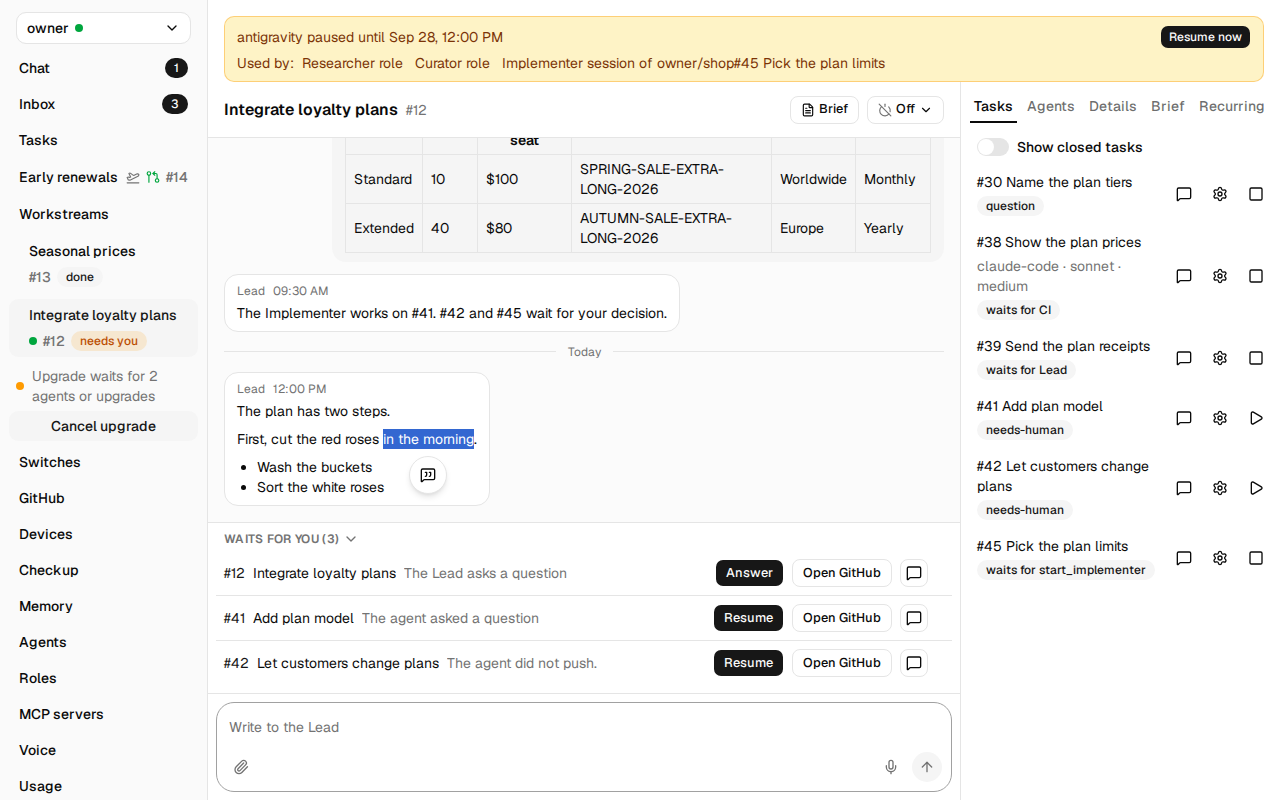 owner
Chat 1
Inbox 3
Tasks
Early renewals #14
Workstreams
Seasonal prices
#13 done
Integrate loyalty plans
#12 needs you
Upgrade waits for 2
agents or upgrades
Cancel upgrade
Switches
GitHub
Devices
Checkup
Memory
Agents
Roles
MCP servers
Voice
Usage
antigravity paused until Sep 28, 12:00 PM
Resume now
Used by: Researcher role Curator role Implementer session of owner/shop#45 Pick the plan limits
Integrate loyalty plans #12
Brief
Off
seat
Standard 10 $100 SPRING-SALE-EXTRA-LONG-2026 Worldwide Monthly
Extended 40 $80 AUTUMN-SALE-EXTRA-LONG-2026 Europe Yearly
Lead 09:30 AM
The Implementer works on #41. #42 and #45 wait for your decision.
Today
Lead 12:00 PM
The plan has two steps.
First, cut the red roses in the morning.
Wash the buckets
Sort the white roses
WAITS FOR YOU (3)
#12 Integrate loyalty plans The Lead asks a question Answer Open GitHub
#41 Add plan model The agent asked a question Resume Open GitHub
#42 Let customers change plans The agent did not push. Resume Open GitHub
Write to the Lead
Tasks Agents Details Brief Recurring
Show closed tasks
#30 Name the plan tiers
question
#38 Show the plan prices
claude-code · sonnet ·
medium
waits for CI
#39 Send the plan receipts
waits for Lead
#41 Add plan model
needs-human
#42 Let customers change
plans
needs-human
#45 Pick the plan limits
waits for start_implementer